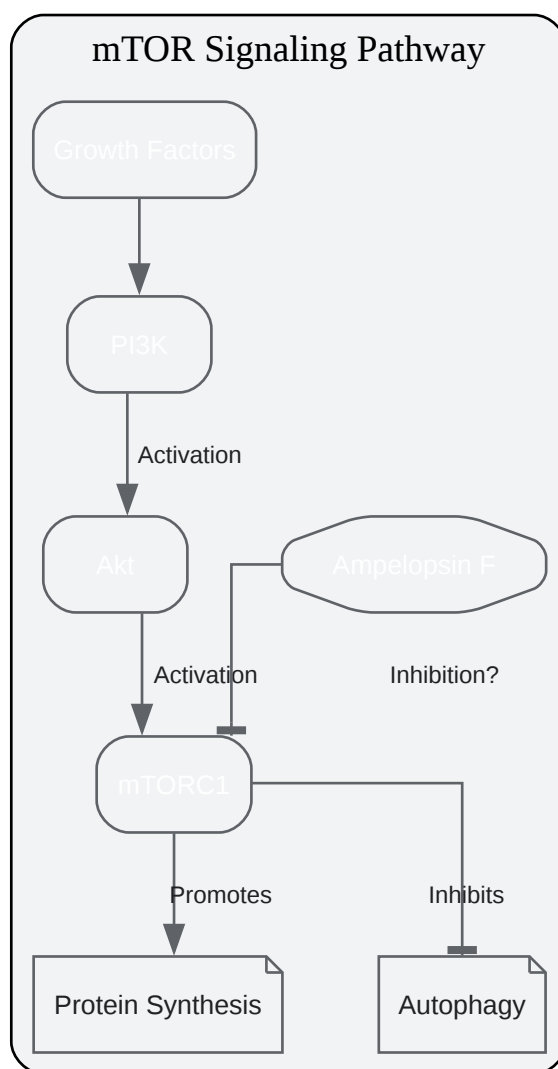 mTOR Signaling Pathway
Growth Factors
PI3K
Activation
Akt
Ampelopsin F
Activation
Inhibition?
mTORC1
Promotes
Inhibits
Protein Synthesis
Autophagy